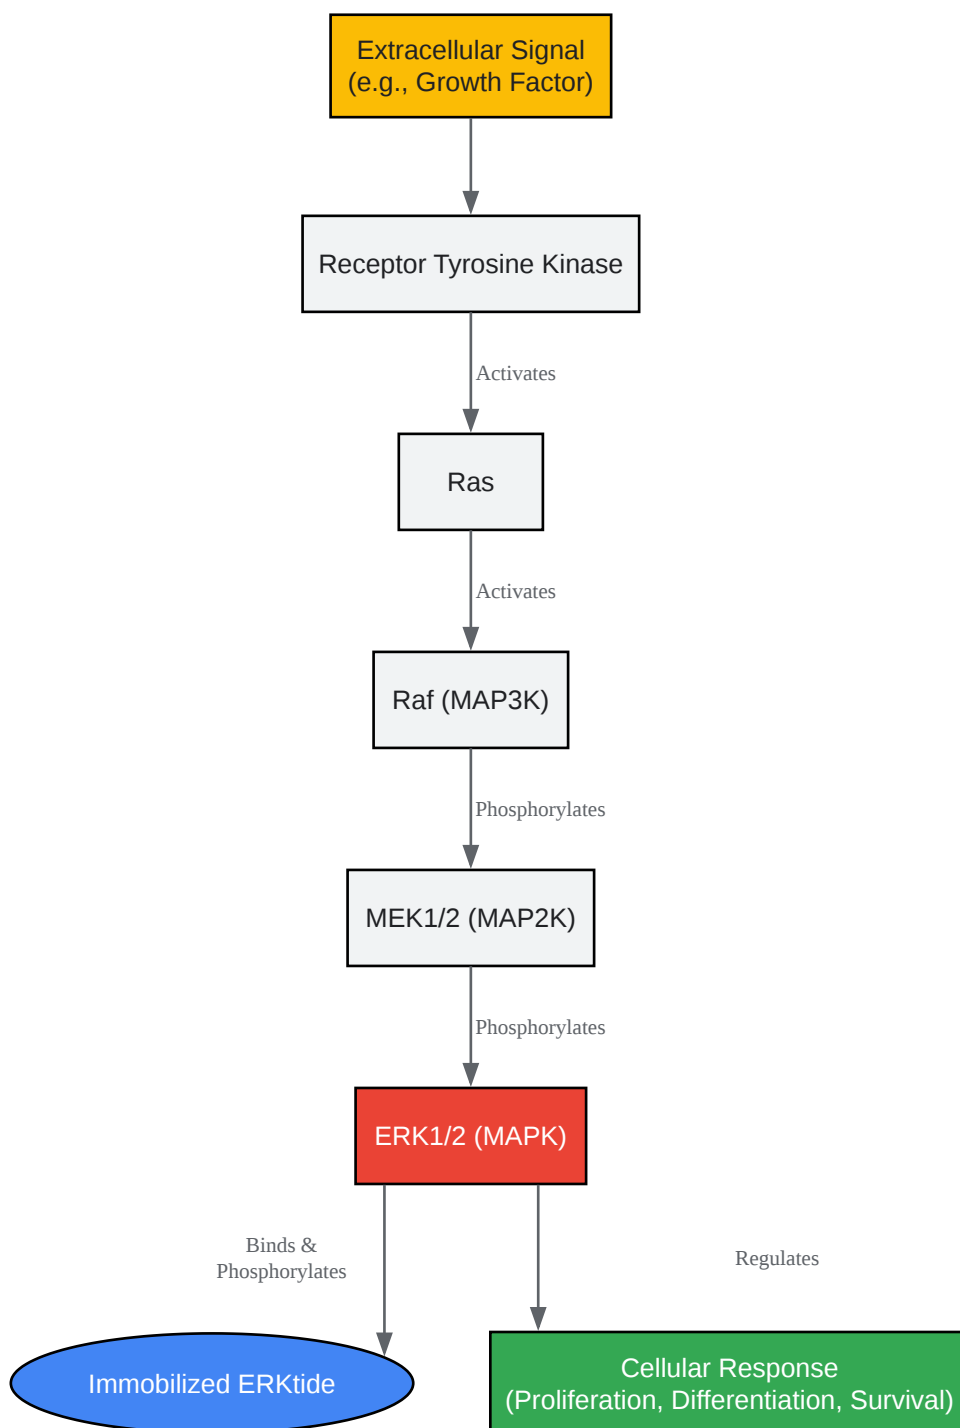 Extracellular Signal
(e.g., Growth Factor)
Receptor Tyrosine Kinase
Activates
Ras
Activates
Raf (MAP3K)
Phosphorylates
MEK1/2 (MAP2K)
Phosphorylates
ERK1/2 (MAPK)
Binds &
Phosphorylates
Regulates
Immobilized ERKtide
Cellular Response
(Proliferation, Differentiation, Survival)